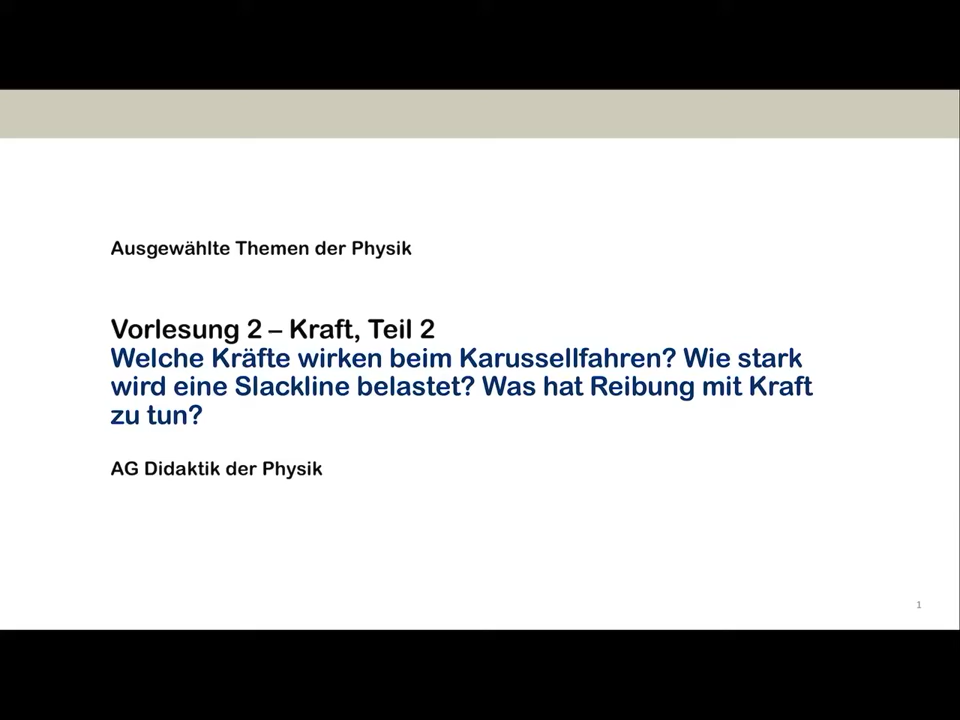 Ausgewählte Themen der Physik
Vorlesung 2 – Kraft, Teil 2
Welche Kräfte wirken beim Karussellfahren? Wie stark
wird eine Slackline belastet? Was hat Reibung mit Kraft
zu tun?
AG Didaktik der Physik
1